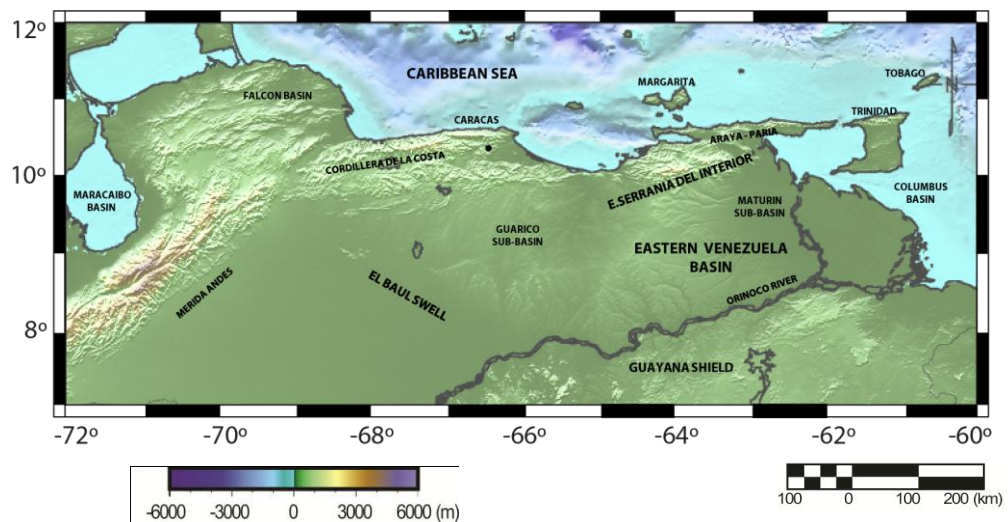 12º
10º
8º
CARIBBEAN SEA
MARGARITA
TOBAGO
FALCON BASIN
TRINIDAD
CARACAS
ARAYA - PARIA
CORDILLERA DE LA COSTA
E.SERRANIA DEL INTERIOR
MARACAIBO
BASIN
COLUMBUS
BASIN
MATURIN
SUB-BASIN
GUARICO
SUB-BASIN
EASTERN VENEZUELA
BASIN
MERIDA ANDES
EL BAUL SWELL
ORINOCO RIVER
GUAYANA SHIELD
N
-72º -70º -68º -66º -64º -62º -60º
-6000 -3000 0 3000 6000 (m)
100 0 100 200 (km)